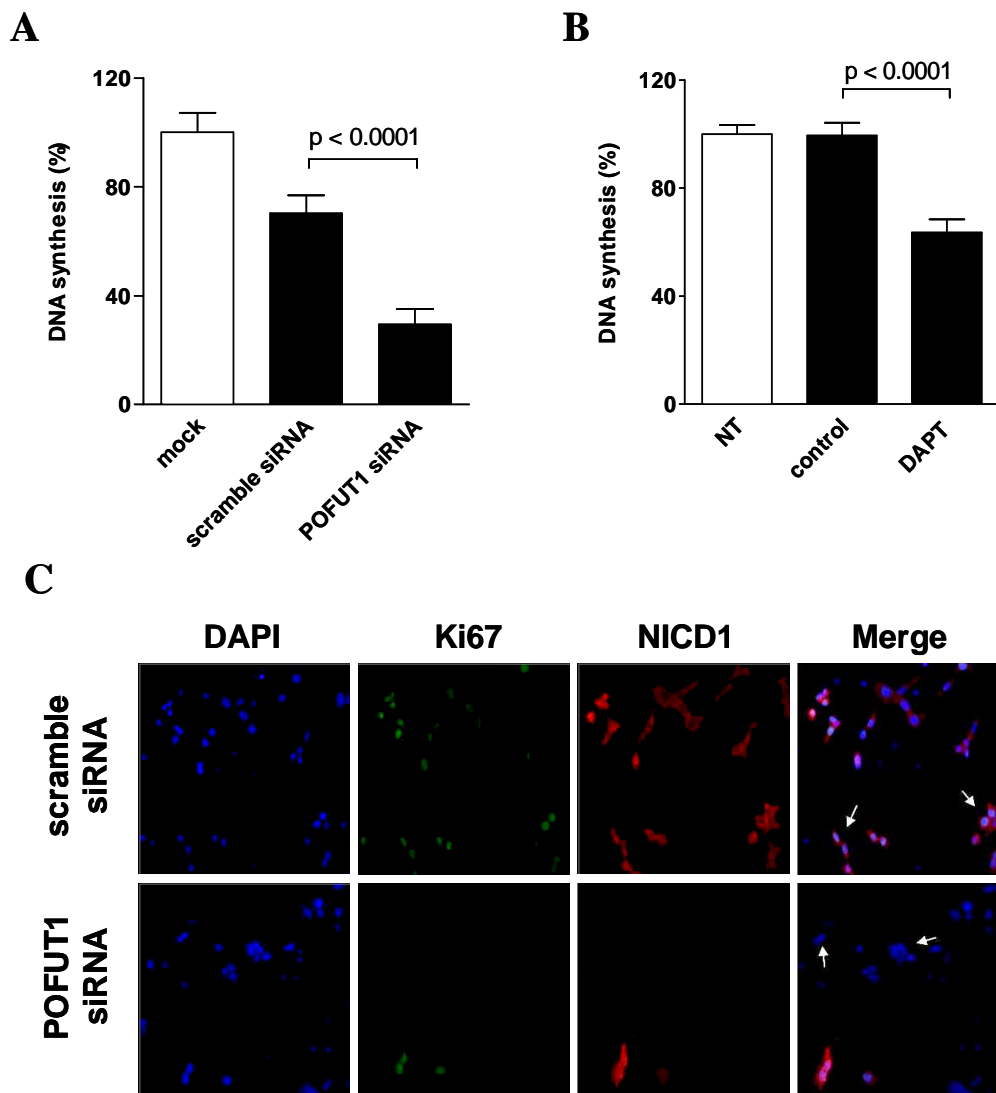 A
DNA synthesis (%)
120
80
40
0
p < 0.0001
mock
scramble siRNA
POFUT1 siRNA
B
DNA synthesis (%)
120
80
40
0
p < 0.0001
NT
control
DAPT
C
DAPI Ki67 NICD1 Merge
scramble
siRNA
POFUT1
siRNA